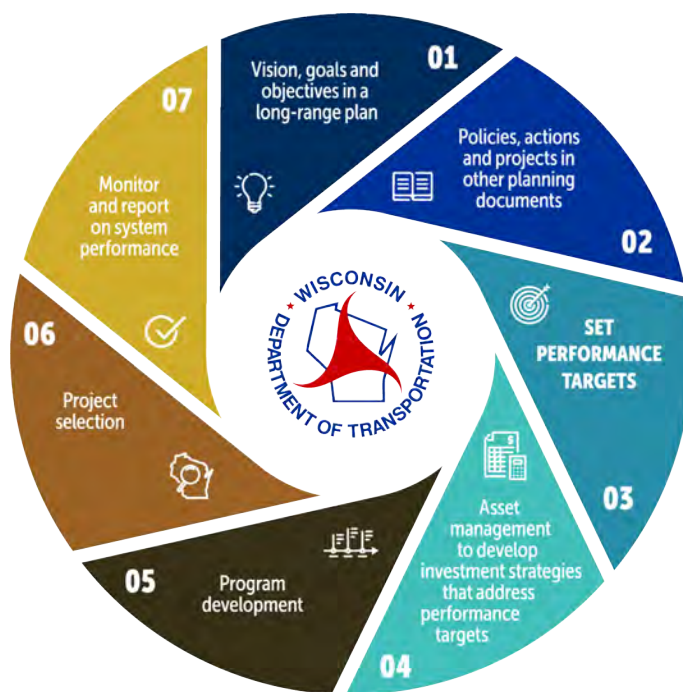 01
Vision, goals and
objectives in a
long-range plan
Policies, actions
and projects in
other planning
documents
02
SET
PERFORMANCE
TARGETS
03
Asset
management
to develop
investment strategies
that address
performance
targets
04
Program
development
05
Project
selection
06
Monitor
and report
on system
performance
07
WISCONSIN
DEPARTMENT OF TRANSPORTATION
$